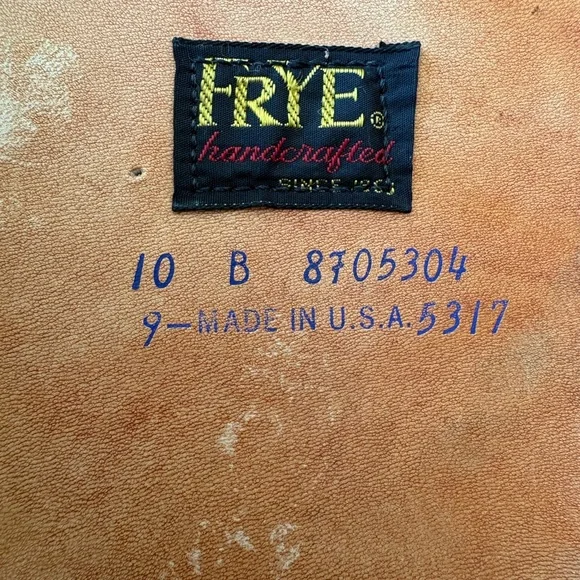 FRYE®
handcrafted
SINCE 1863
10 B 8705304
9-MADE IN U.S.A. 5317